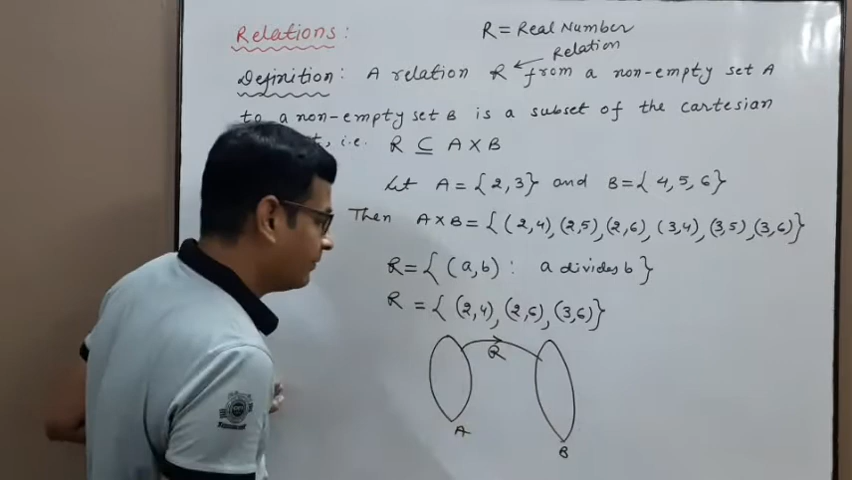 Relations :
R = Real Number
Relation
Definition : A relation R from a non-empty set A
to a non-empty set B is a subset of the cartesian
i.e. R ⊆ A X B
Let A = { 2, 3 } and B = { 4, 5, 6 }
Then A X B = { (2,4), (2,5), (2,6), (3,4), (3,5), (3,6) }
R = { (a,b) : a divides b }
R = { (2,4), (2,6), (3,6) }
R
A
B